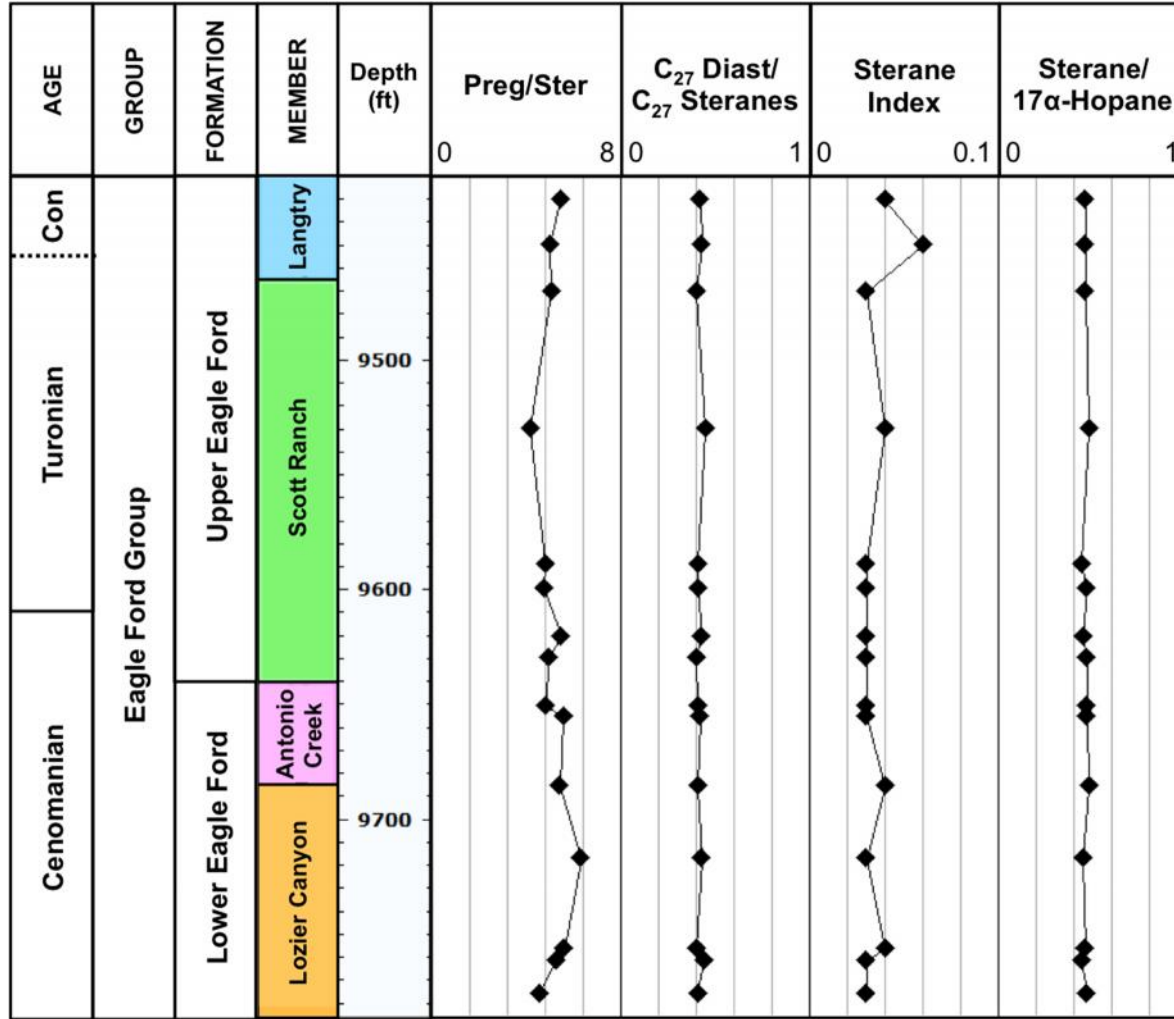 AGE
GROUP
FORMATION
MEMBER
Depth
(ft)
Preg/Ster
0 8
C₂₇ Diast/
C₂₇ Steranes
0 1
Sterane
Index
0 0.1
Sterane/
17α-Hopane
0 1
Con
Turonian
Cenomanian
Eagle Ford Group
Upper Eagle Ford
Lower Eagle Ford
Langtry
Scott Ranch
Antonio
Creek
Lozier Canyon
9500
9600
9700